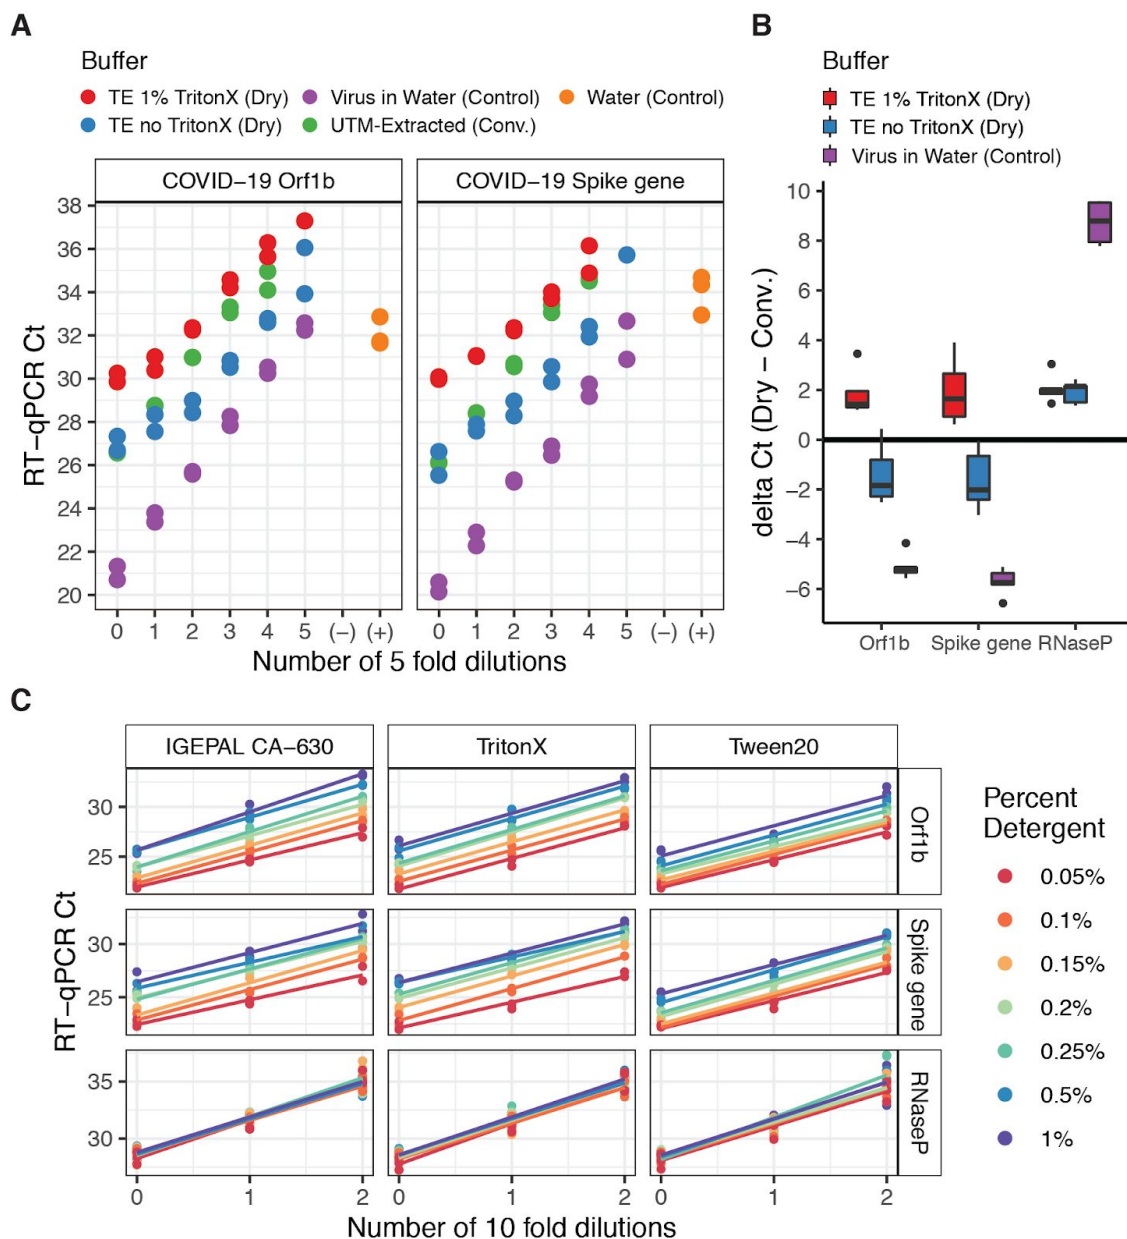 A
Buffer
TE 1% TritonX (Dry)
Virus in Water (Control)
Water (Control)
TE no TritonX (Dry)
UTM-Extracted (Conv.)
COVID−19 Orf1b
COVID−19 Spike gene
RT−qPCR Ct
38
36
34
32
30
28
26
24
22
20
0 1 2 3 4 5 (−) (+)
0 1 2 3 4 5 (−) (+)
Number of 5 fold dilutions
B
Buffer
TE 1% TritonX (Dry)
TE no TritonX (Dry)
Virus in Water (Control)
delta Ct (Dry − Conv.)
10
8
6
4
2
0
−2
−4
−6
Orf1b Spike gene RNaseP
C
IGEPAL CA−630
TritonX
Tween20
RT−qPCR Ct
30
25
Orf1b
30
25
Spike gene
35
30
RNaseP
0 1 2
0 1 2
0 1 2
Number of 10 fold dilutions
Percent
Detergent
0.05%
0.1%
0.15%
0.2%
0.25%
0.5%
1%